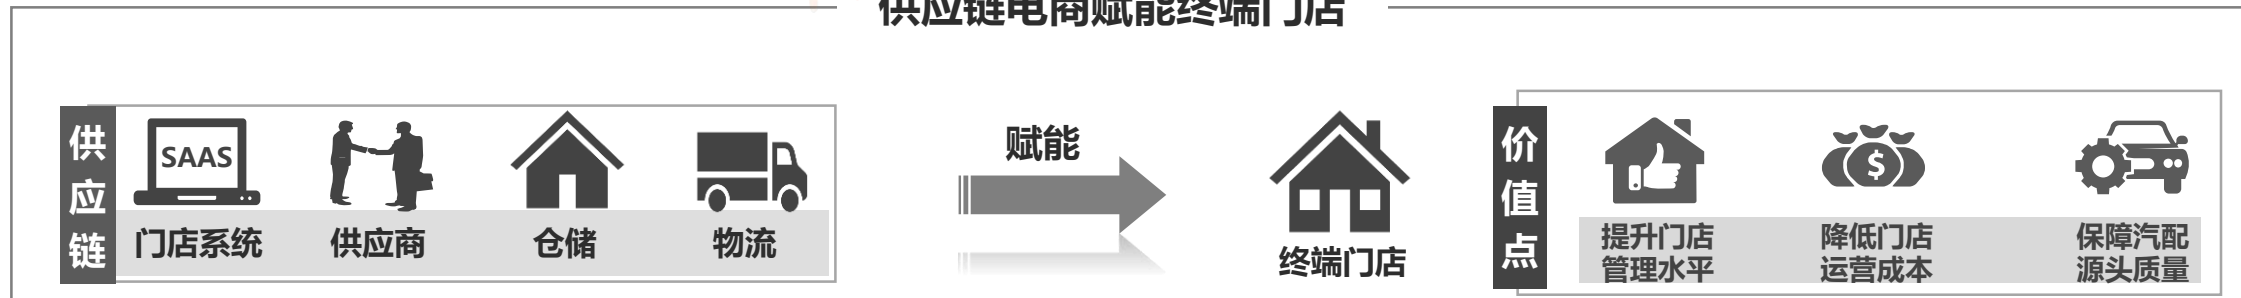 供应链电商赋能终端门店
供应链
SAAS
门店系统
供应商
仓储
物流
赋能
终端门店
价值点
$
提升门店
管理水平
降低门店
运营成本
保障汽配
源头质量